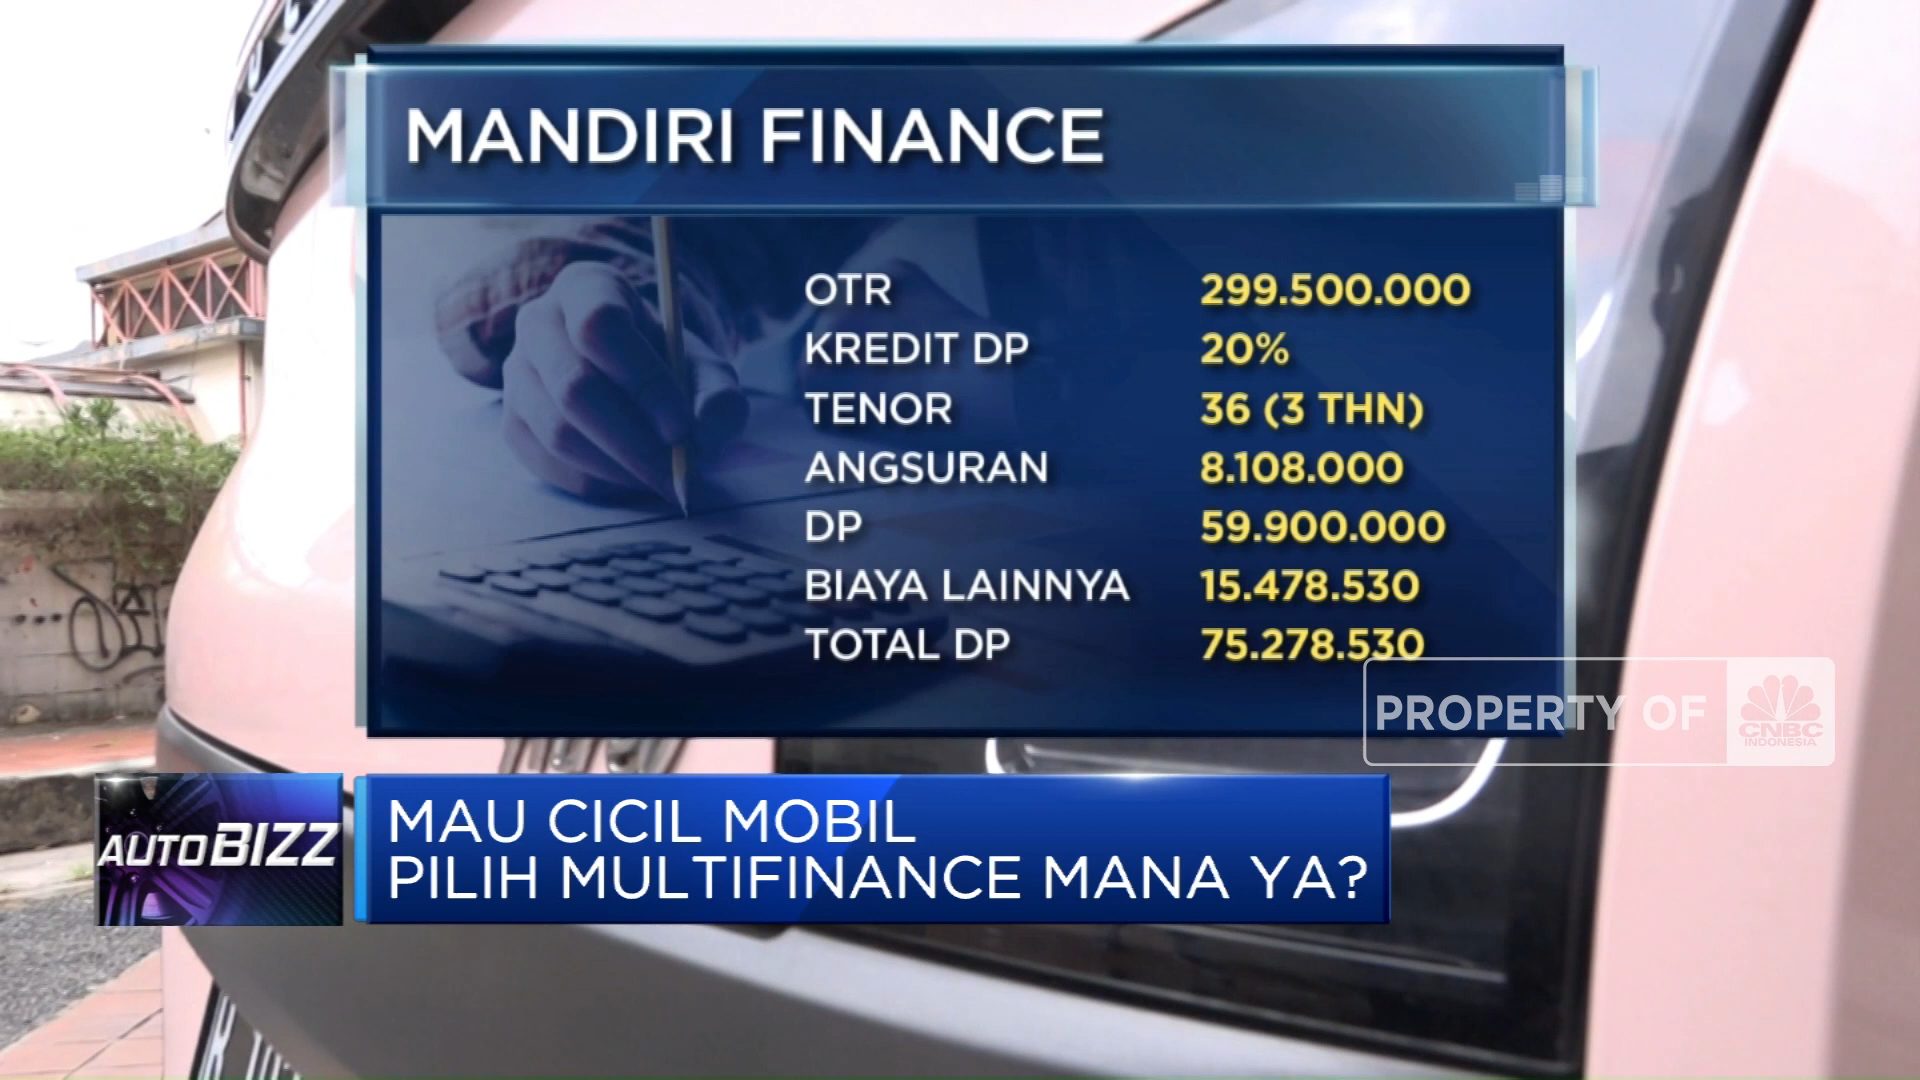 MANDIRI FINANCE
OTR 299.500.000
KREDIT DP 20%
TENOR 36 (3 THN)
ANGSURAN 8.108.000
DP 59.900.000
BIAYA LAINNYA 15.478.530
TOTAL DP 75.278.530
PROPERTY OF CNBC INDONESIA
AUTOBIZZ
MAU CICIL MOBIL
PILIH MULTIFINANCE MANA YA?